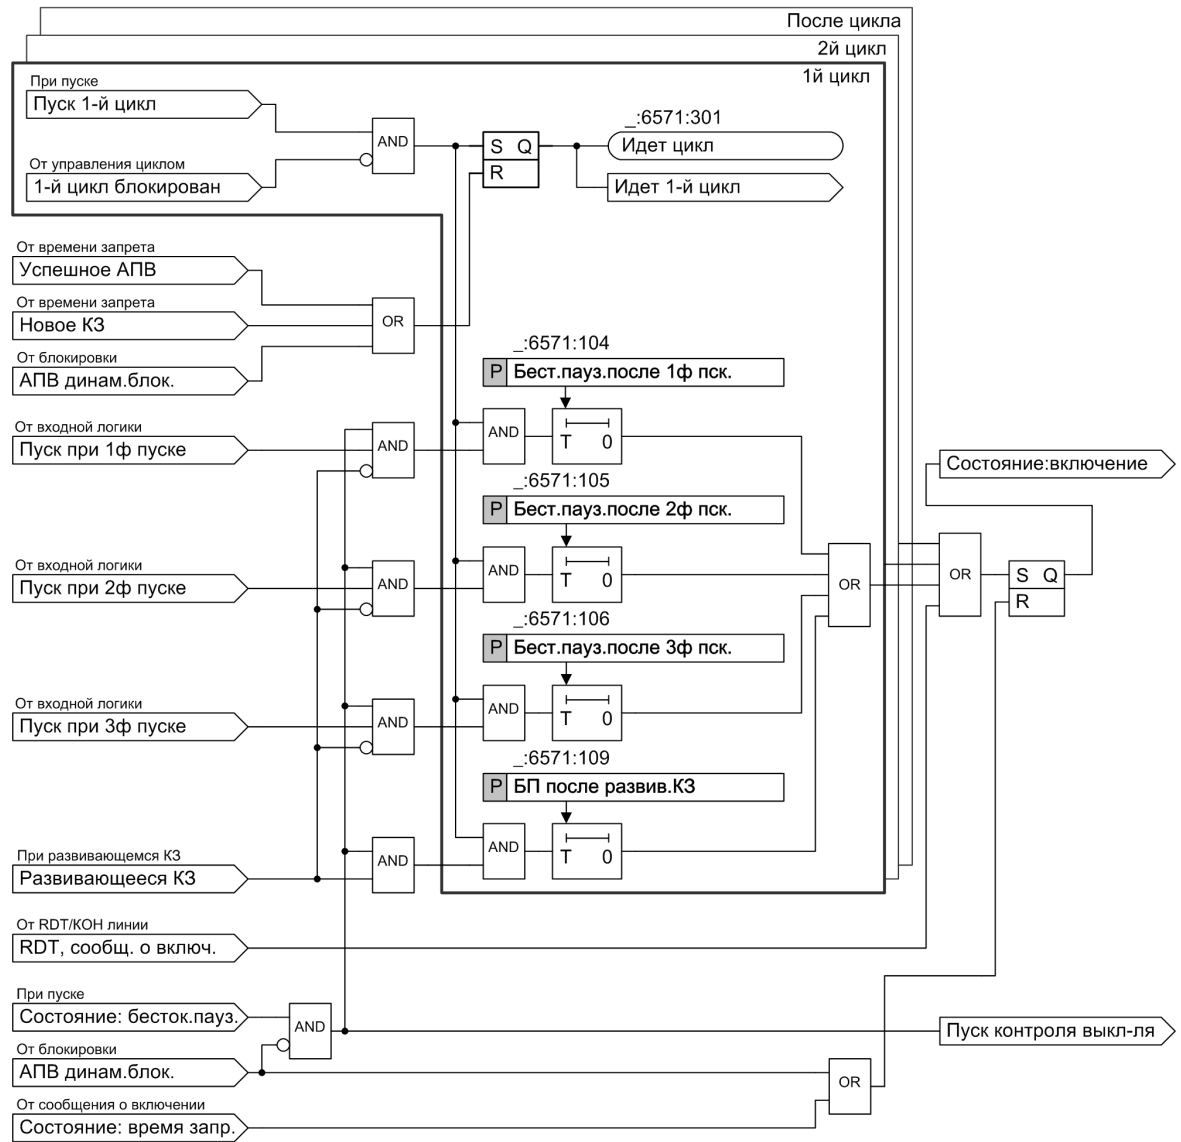 После цикла
2й цикл
1й цикл
При пуске
Пуск 1-й цикл
AND
От управления циклом
1-й цикл блокирован
S Q
R
_:6571:301
Идет цикл
Идет 1-й цикл
От времени запрета
Успешное АПВ
От времени запрета
Новое КЗ
OR
От блокировки
АПВ динам.блок.
_:6571:104
P Бест.пауз.после 1ф пск.
От входной логики
Пуск при 1ф пуске
AND
AND
T 0
Состояние:включение
_:6571:105
P Бест.пауз.после 2ф пск.
От входной логики
Пуск при 2ф пуске
AND
AND
T 0
OR
OR
S Q
R
_:6571:106
P Бест.пауз.после 3ф пск.
От входной логики
Пуск при 3ф пуске
AND
AND
T 0
_:6571:109
P БП после развив.КЗ
При развивающемся КЗ
Развивающееся КЗ
AND
AND
T 0
От RDT/КОН линии
RDT, сообщ. о включ.
При пуске
Состояние: бесток.пауз.
AND
Пуск контроля выкл-ля
От блокировки
АПВ динам.блок.
OR
От сообщения о включении
Состояние: время запр.